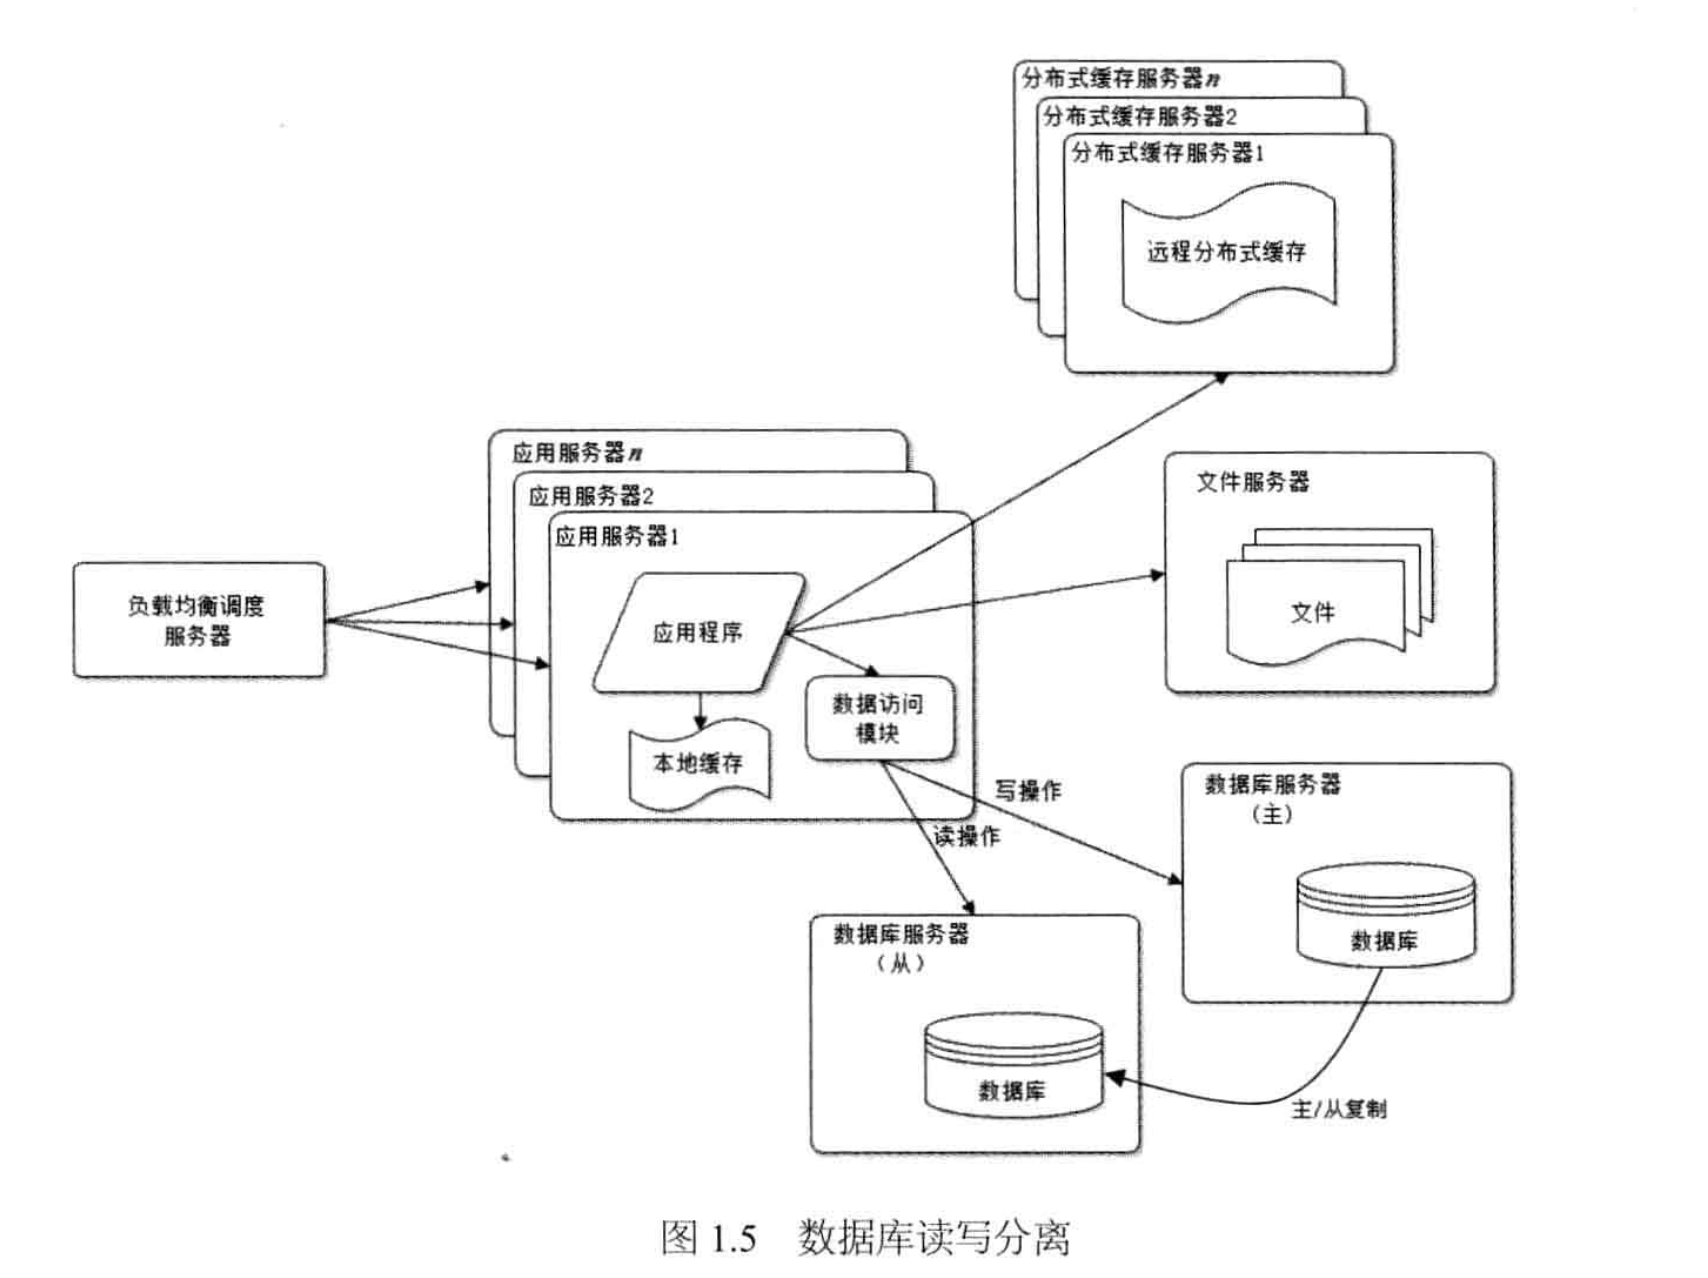 分布式缓存服务器n
分布式缓存服务器2
分布式缓存服务器1
远程分布式缓存
应用服务器n
应用服务器2
应用服务器1
文件服务器
负载均衡调度
服务器
应用程序
文件
数据访问
模块
本地缓存
写操作
读操作
数据库服务器
(主)
数据库
数据库服务器
(从)
数据库
主/从复制
图 1.5 数据库读写分离